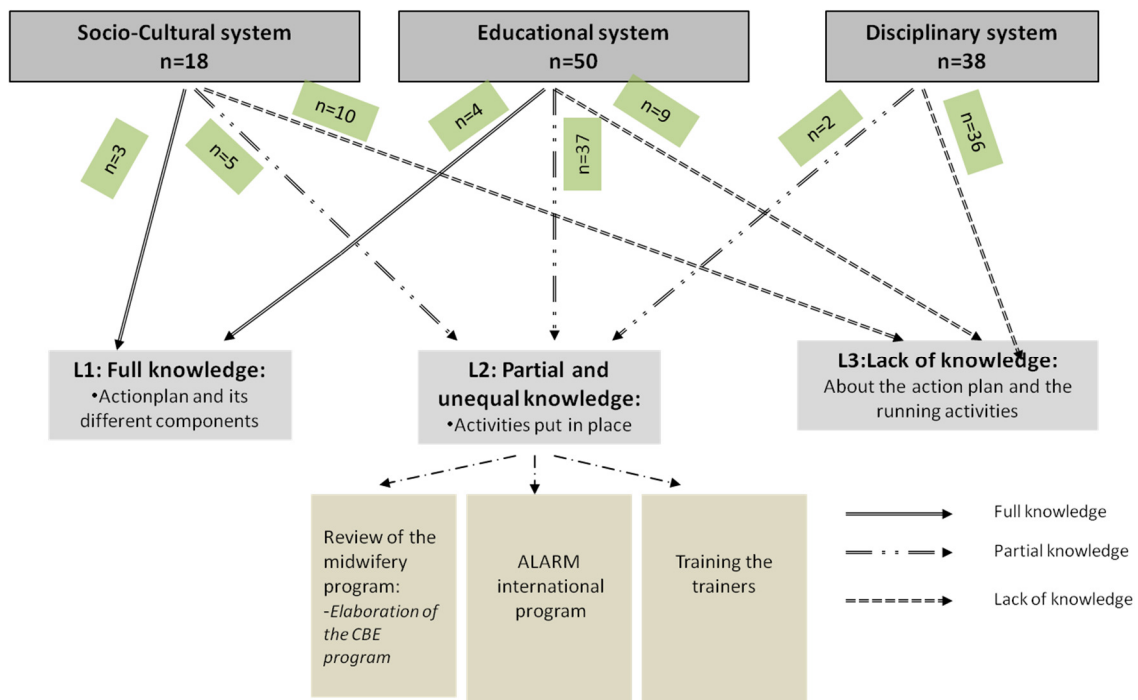 Socio-Cultural system
n=18
Educational system
n=50
Disciplinary system
n=38
n=3
n=5
n=10
n=4
n=37
n=9
n=2
n=36
L1: Full knowledge:
•Actionplan and its
different components
L2: Partial and
unequal knowledge:
•Activities put in place
L3:Lack of knowledge:
About the action plan and the
running activities
Review of the
midwifery
program:
-Elaboration of
the CBE
program
ALARM
international
program
Training the
trainers
Full knowledge
Partial knowledge
Lack of knowledge